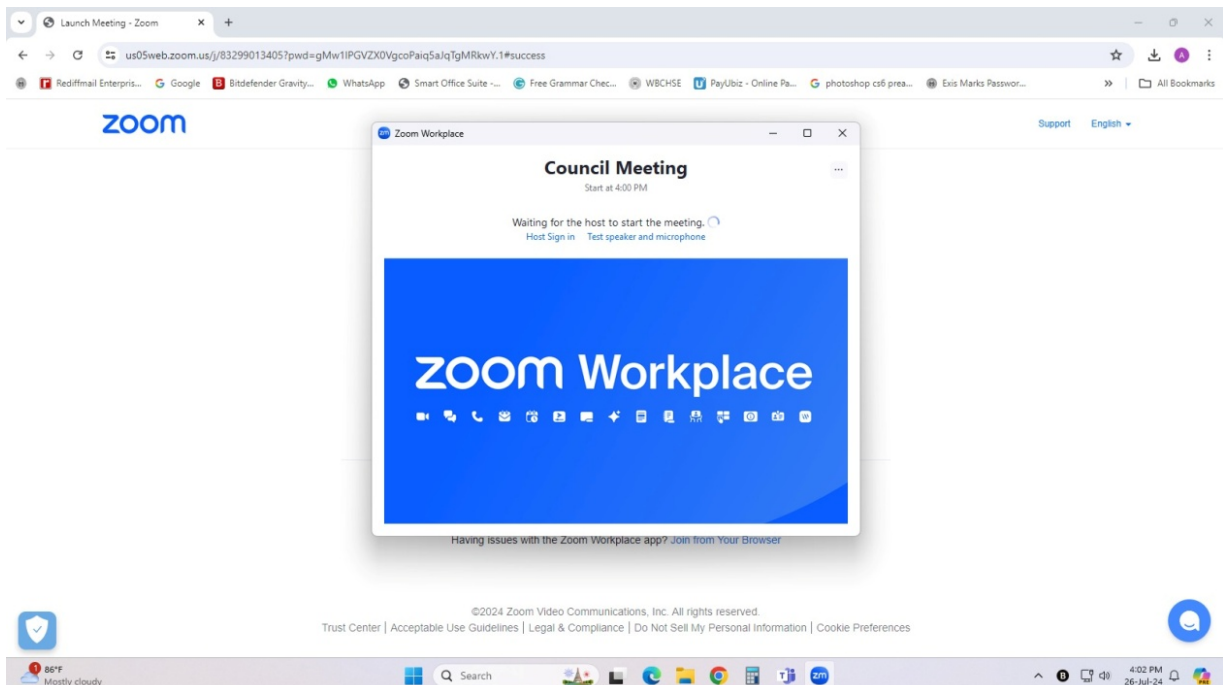 Launch Meeting - Zoom
us05web.zoom.us/j/83299013405?pwd=gMw1IPGVZX0VgcoPaiqSaJqTgMRkwY.1#success
Rediffmail Enterpris... Google Bitdefender Gravity... WhatsApp Smart Office Suite -... Free Grammar Chec... WBCHSE PayUbiz - Online Pa... photoshop cs6 prea... Exis Marks Passwor... » All Bookmarks
zoom
Support English
zm Zoom Workplace
Council Meeting
Start at 4:00 PM
Waiting for the host to start the meeting.
Host Sign in Test speaker and microphone
zoom Workplace
Having issues with the Zoom Workplace app? Join from Your Browser
©2024 Zoom Video Communications, Inc. All rights reserved.
Trust Center | Acceptable Use Guidelines | Legal & Compliance | Do Not Sell My Personal Information | Cookie Preferences
1 86°F
Mostly cloudy
Search
zm
4:02 PM
26-Jul-24